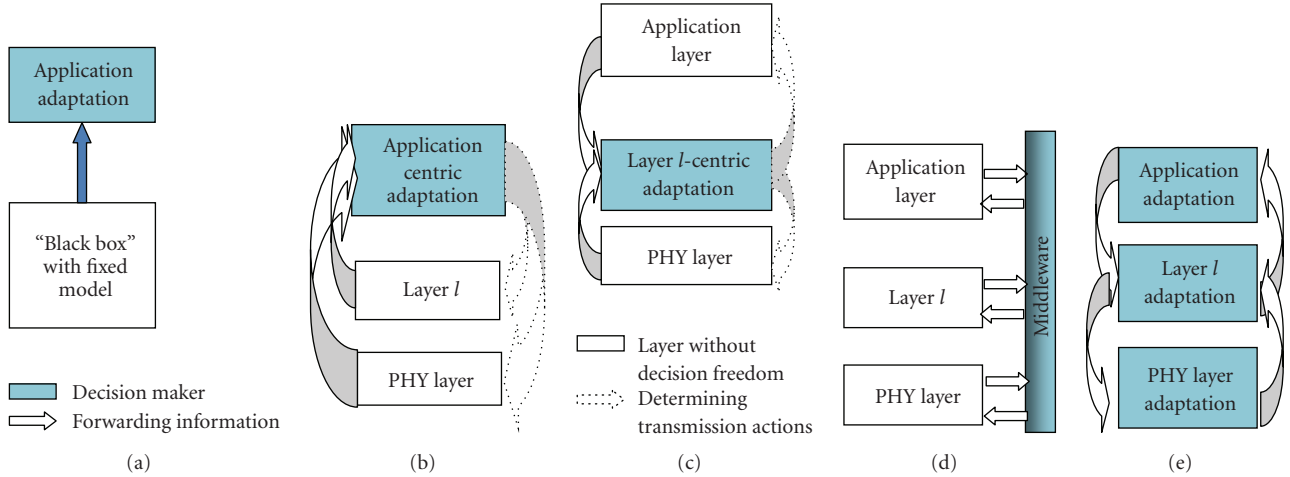 Application
adaptation
“Black box”
with fixed
model
Decision maker
Forwarding information
(a)
Application
centric
adaptation
Layer l
PHY layer
(b)
Application
layer
Layer l-centric
adaptation
PHY layer
Layer without
decision freedom
Determining
transmission actions
(c)
Application
layer
Layer l
PHY layer
Middleware
(d)
Application
adaptation
Layer l
adaptation
PHY layer
adaptation
(e)